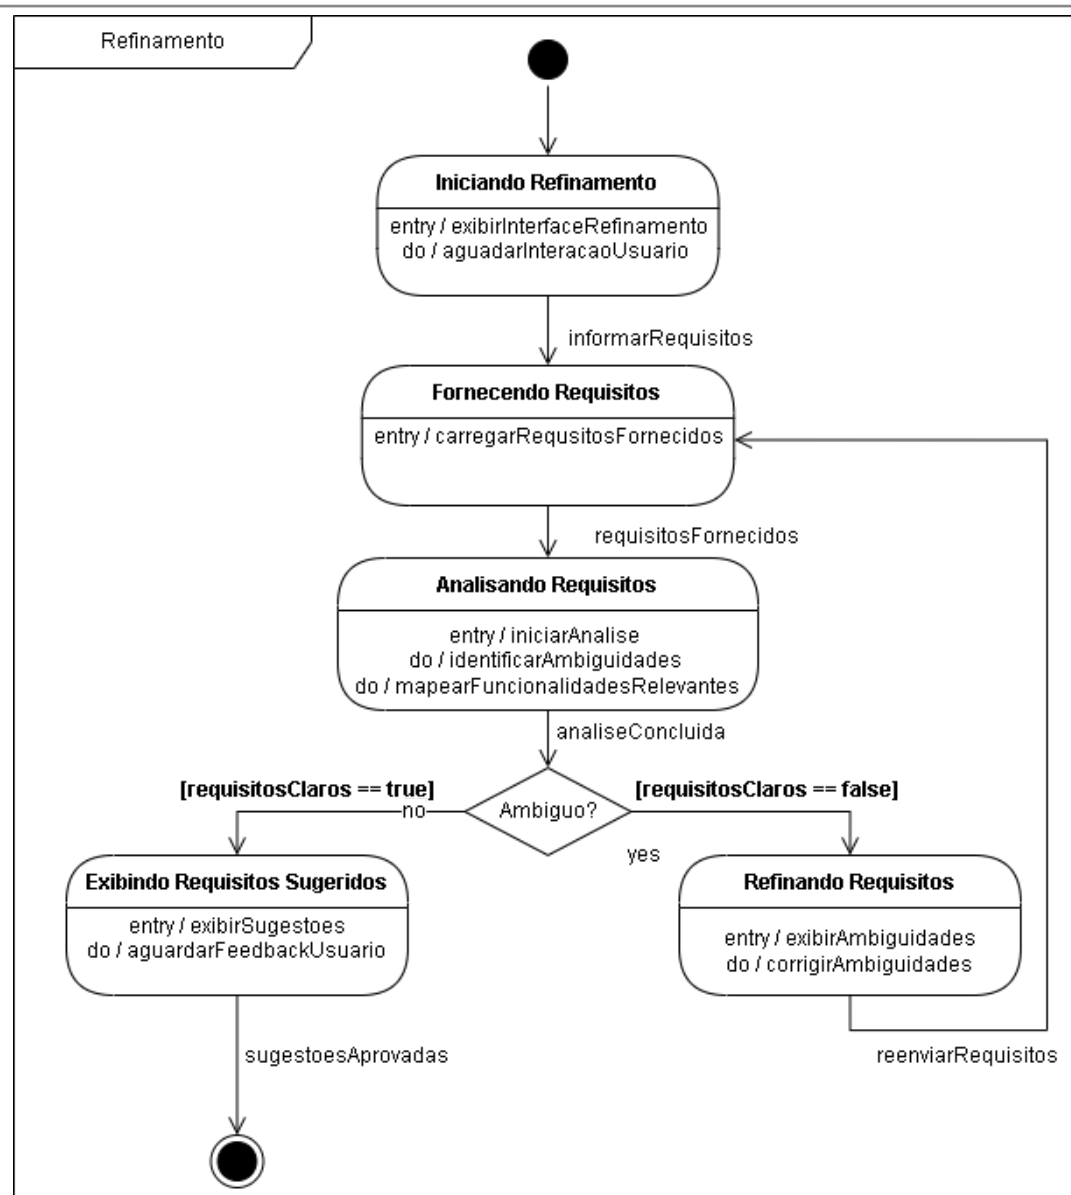 Refinamento
Iniciando Refinamento
entry / exibirInterfaceRefinamento
do / aguadarInteracaoUsuario
informarRequisitos
Fornecendo Requisitos
entry / carregarRequsitosFornecidos
requisitosFornecidos
Analisando Requisitos
entry / iniciarAnalise
do / identificarAmbiguidades
do / mapearFuncionalidadesRelevantes
analiseConcluida
[requisitosClaros == true]
[requisitosClaros == false]
no
Ambiguo?
yes
Exibindo Requisitos Sugeridos
entry / exibirSugestoes
do / aguardarFeedbackUsuario
Refinando Requisitos
entry / exibirAmbiguidades
do / corrigirAmbiguidades
sugestoesAprovadas
reenviarRequisitos